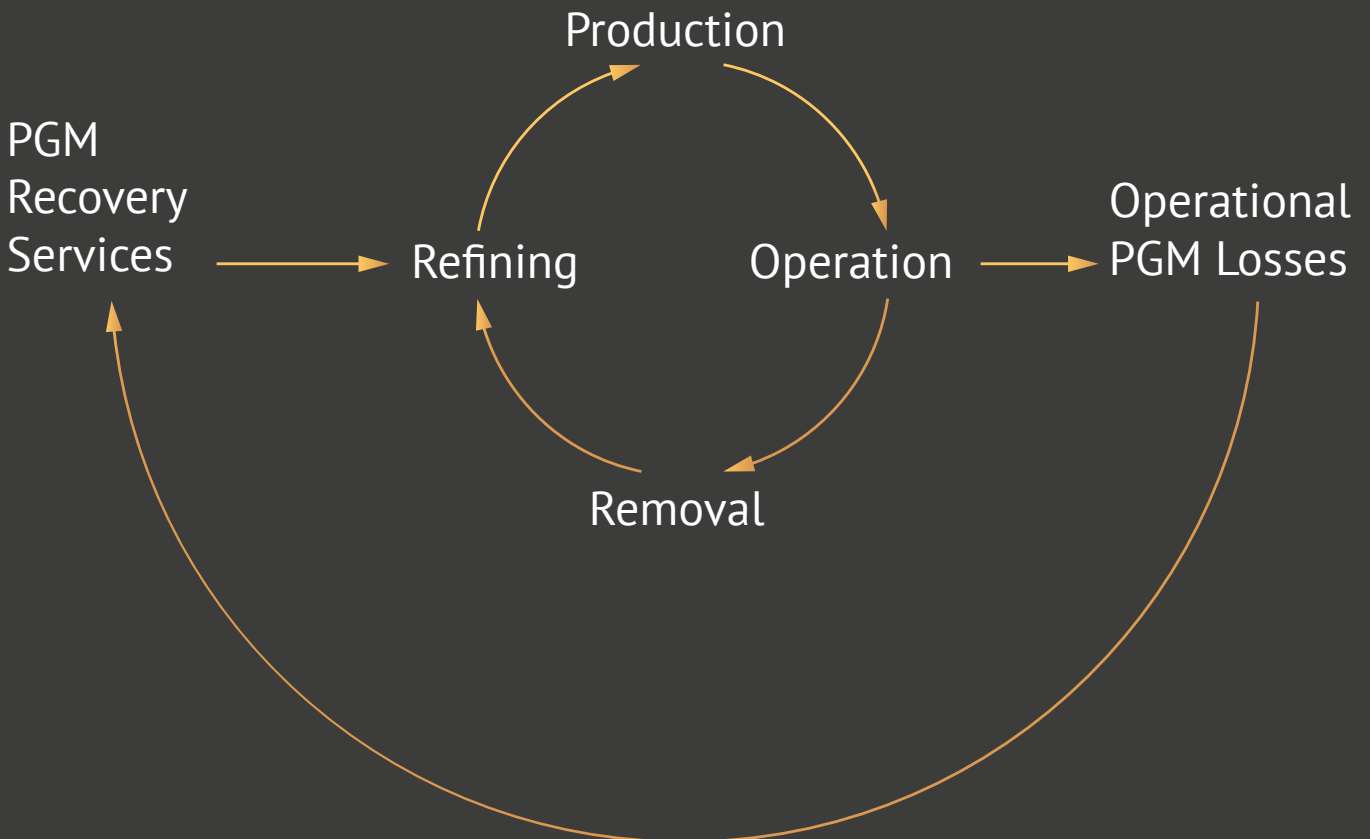 Production
PGM
Recovery
Services
Refining
Operation
Operational
PGM Losses
Removal